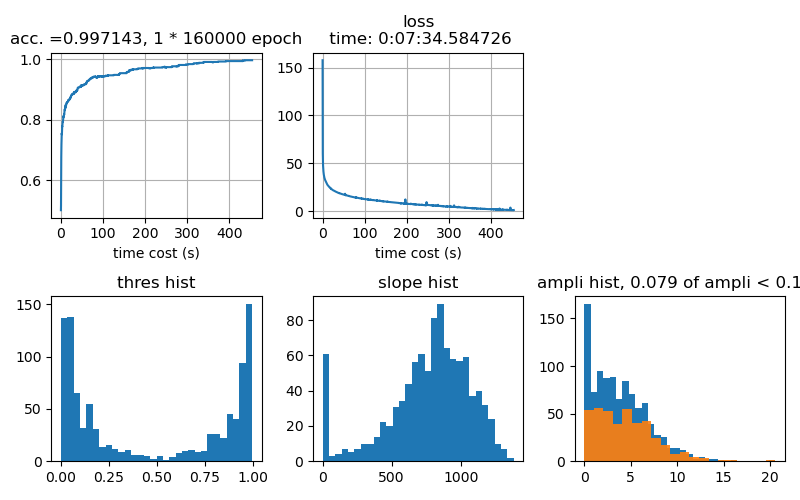 acc. =0.997143, 1 * 160000 epoch
loss
time: 0:07:34.584726
1.0
0.8
0.6
0 100 200 300 400
time cost (s)
150
100
50
0
0 100 200 300 400
time cost (s)
thres hist
150
100
50
0
0.00 0.25 0.50 0.75 1.00
slope hist
80
60
40
20
0
0 500 1000
ampli hist, 0.079 of ampli < 0.1
150
100
50
0
0 5 10 15 20